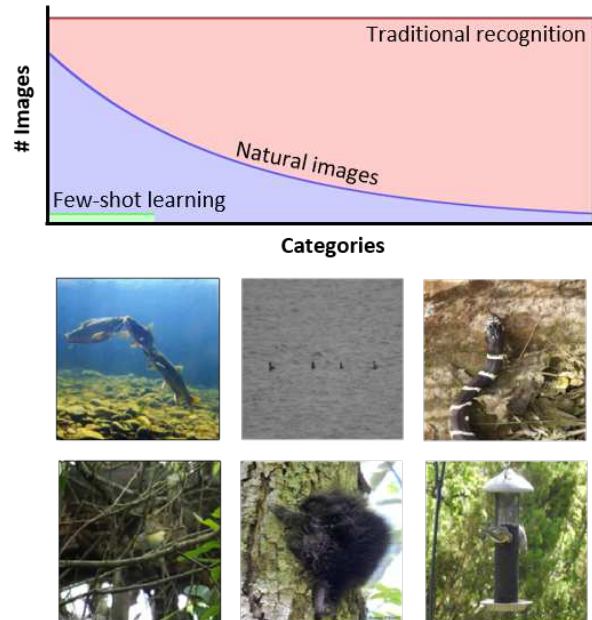 Traditional recognition
# Images
Natural images
Few-shot learning
Categories